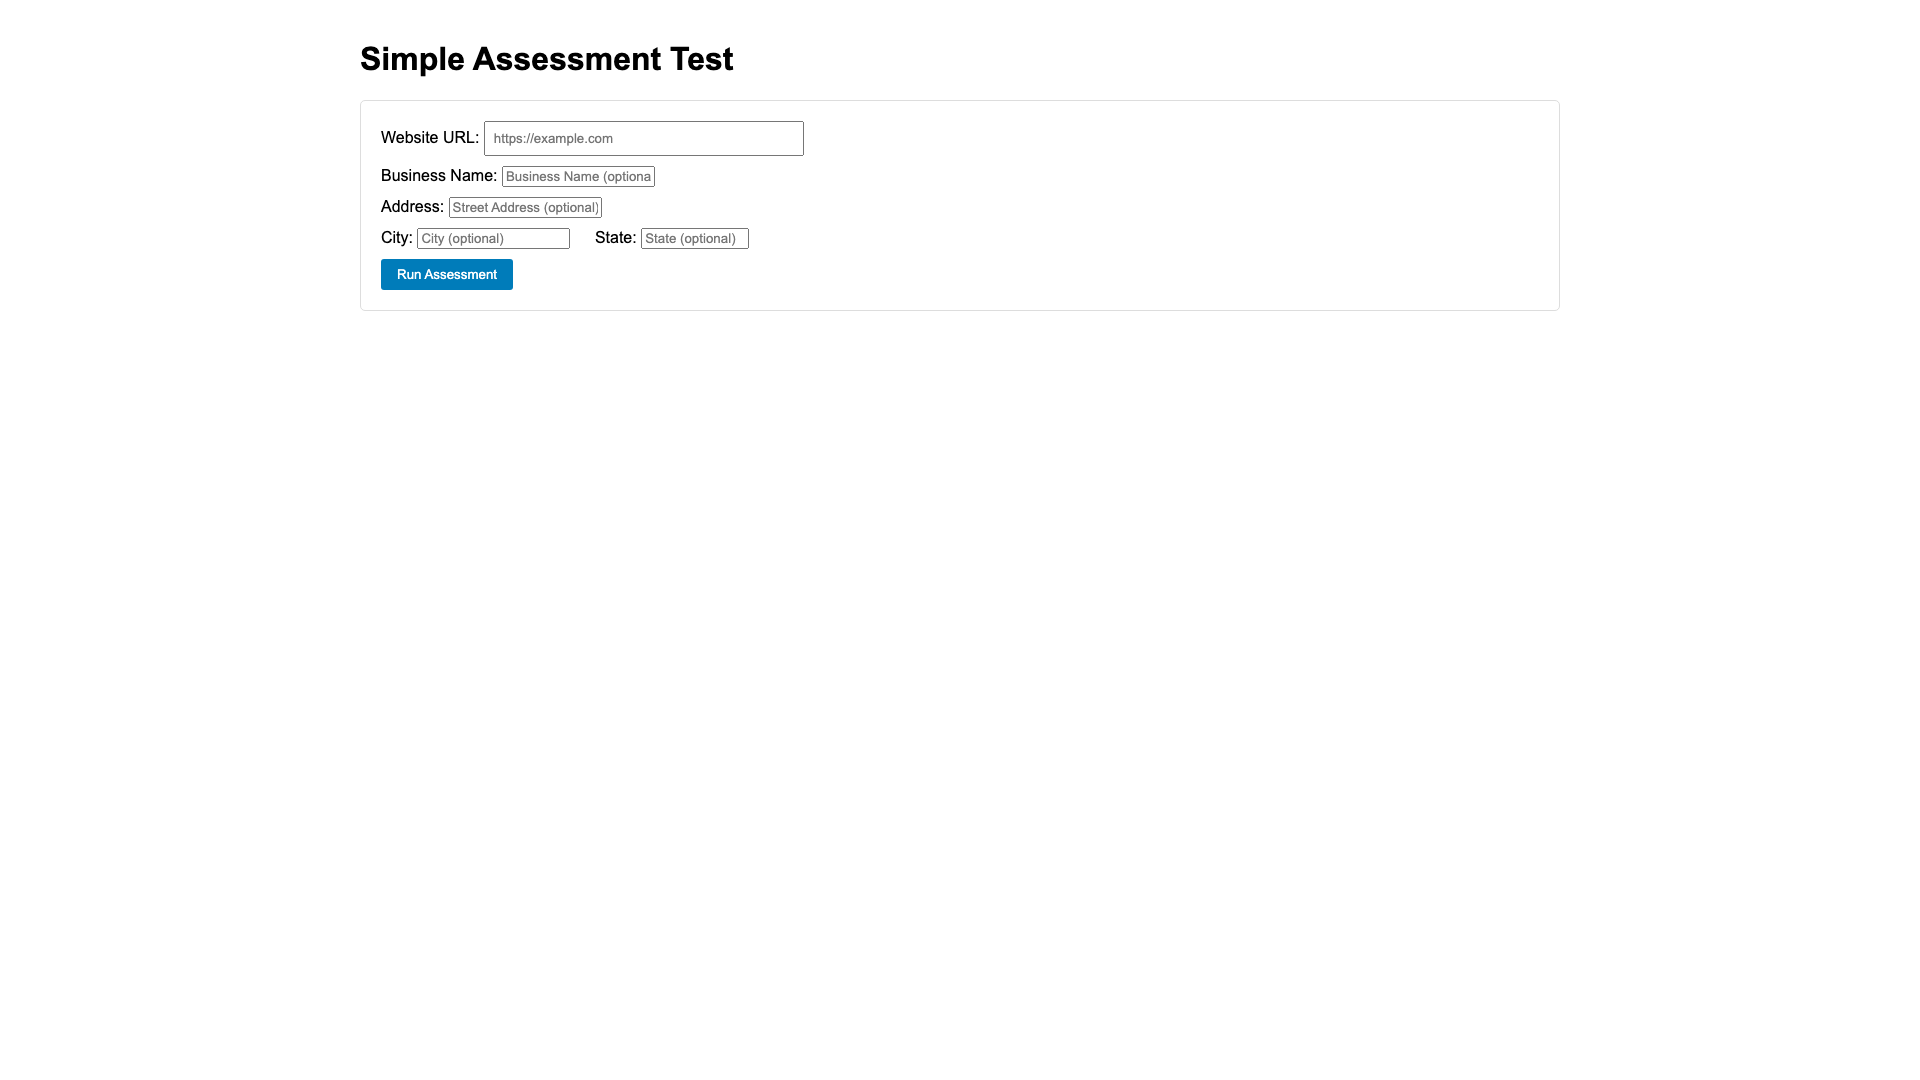 Simple Assessment Test
Website URL: https://example.com
Business Name: Business Name (optiona
Address: Street Address (optional)
City: City (optional) State: State (optional)
Run Assessment